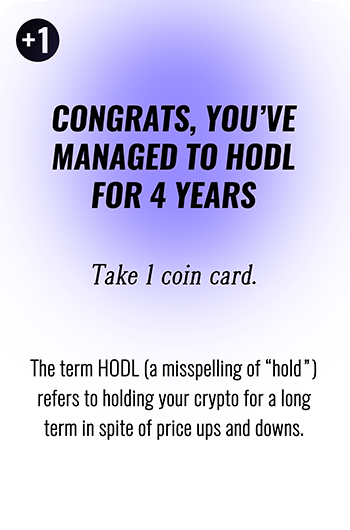 +1
CONGRATS, YOU’VE
MANAGED TO HODL
FOR 4 YEARS
Take 1 coin card.
The term HODL (a misspelling of “hold”)
refers to holding your crypto for a long
term in spite of price ups and downs.